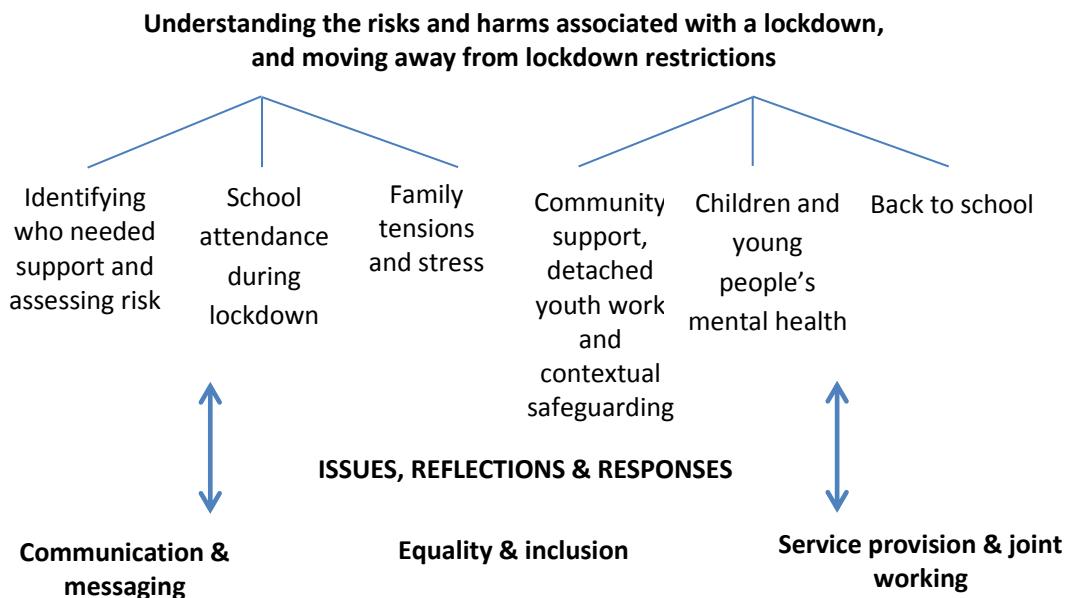 Understanding the risks and harms associated with a lockdown,
and moving away from lockdown restrictions
Identifying
who needed
support and
assessing risk
School
attendance
during
lockdown
Family
tensions
and stress
Community
support,
detached
youth work
and
contextual
safeguarding
Children and
young
people’s
mental health
Back to school
ISSUES, REFLECTIONS & RESPONSES
Communication &
messaging
Equality & inclusion
Service provision & joint
working